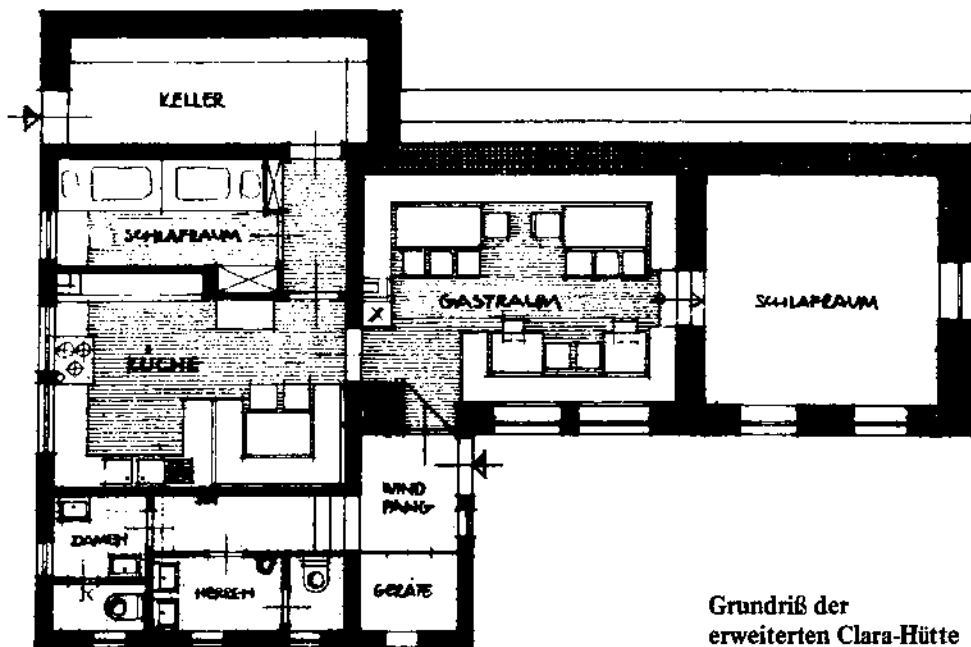 KELLER
SCHLAFRAUM
GASTRAUM
SCHLAFRAUM
KÜCHE
WIND
FANG
DAMEN
HERREN
GERÄTE
Grundriß der
erweiterten Clara-Hütte